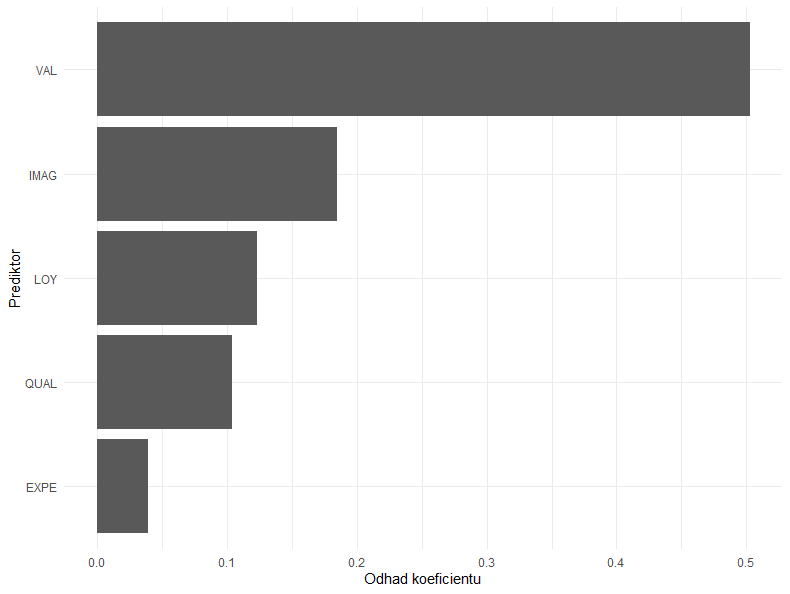 VAL
IMAG
LOY
QUAL
EXPE
Prediktor
0.0 0.1 0.2 0.3 0.4 0.5
Odhad koeficientu